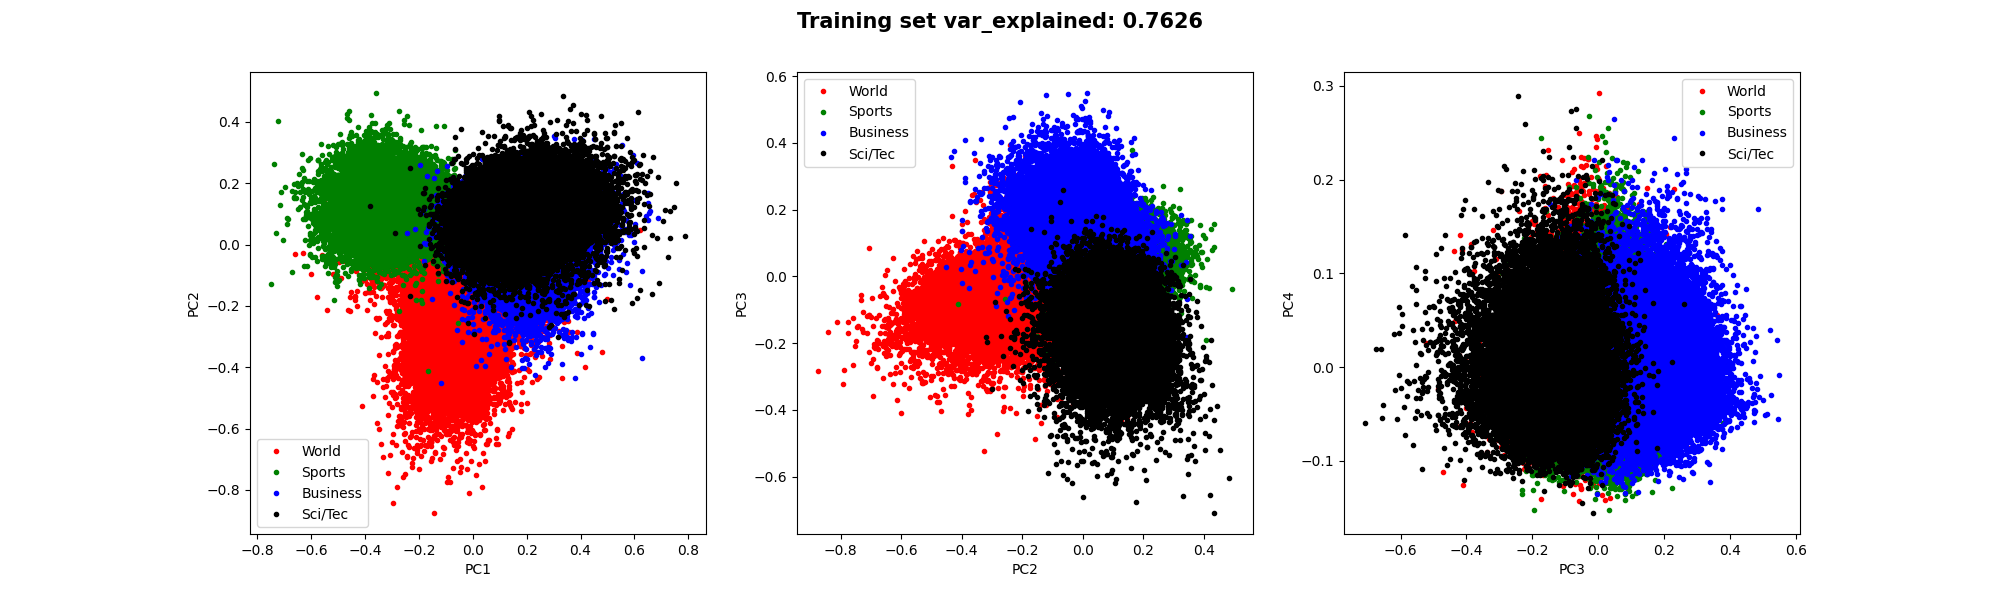 Training set var_explained: 0.7626
0.4
0.2
0.0
−0.2
−0.4
−0.6
−0.8
PC2
World
Sports
Business
Sci/Tec
−0.8 −0.6 −0.4 −0.2 0.0 0.2 0.4 0.6 0.8
PC1
0.6
0.4
0.2
0.0
−0.2
−0.4
−0.6
PC3
World
Sports
Business
Sci/Tec
−0.8 −0.6 −0.4 −0.2 0.0 0.2 0.4
PC2
0.3
0.2
0.1
0.0
−0.1
PC4
World
Sports
Business
Sci/Tec
−0.6 −0.4 −0.2 0.0 0.2 0.4 0.6
PC3